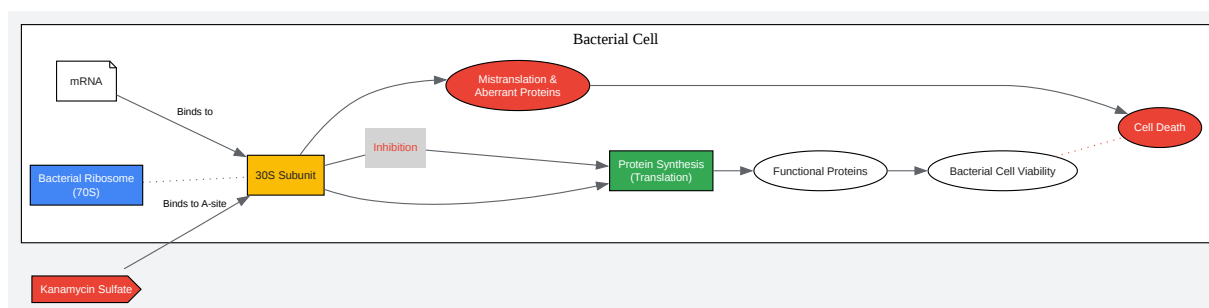 Bacterial Cell
mRNA
Binds to
Mistranslation &
Aberrant Proteins
Cell Death
Inhibition
Bacterial Ribosome
(70S)
30S Subunit
Protein Synthesis
(Translation)
Functional Proteins
Bacterial Cell Viability
Binds to A-site
Kanamycin Sulfate